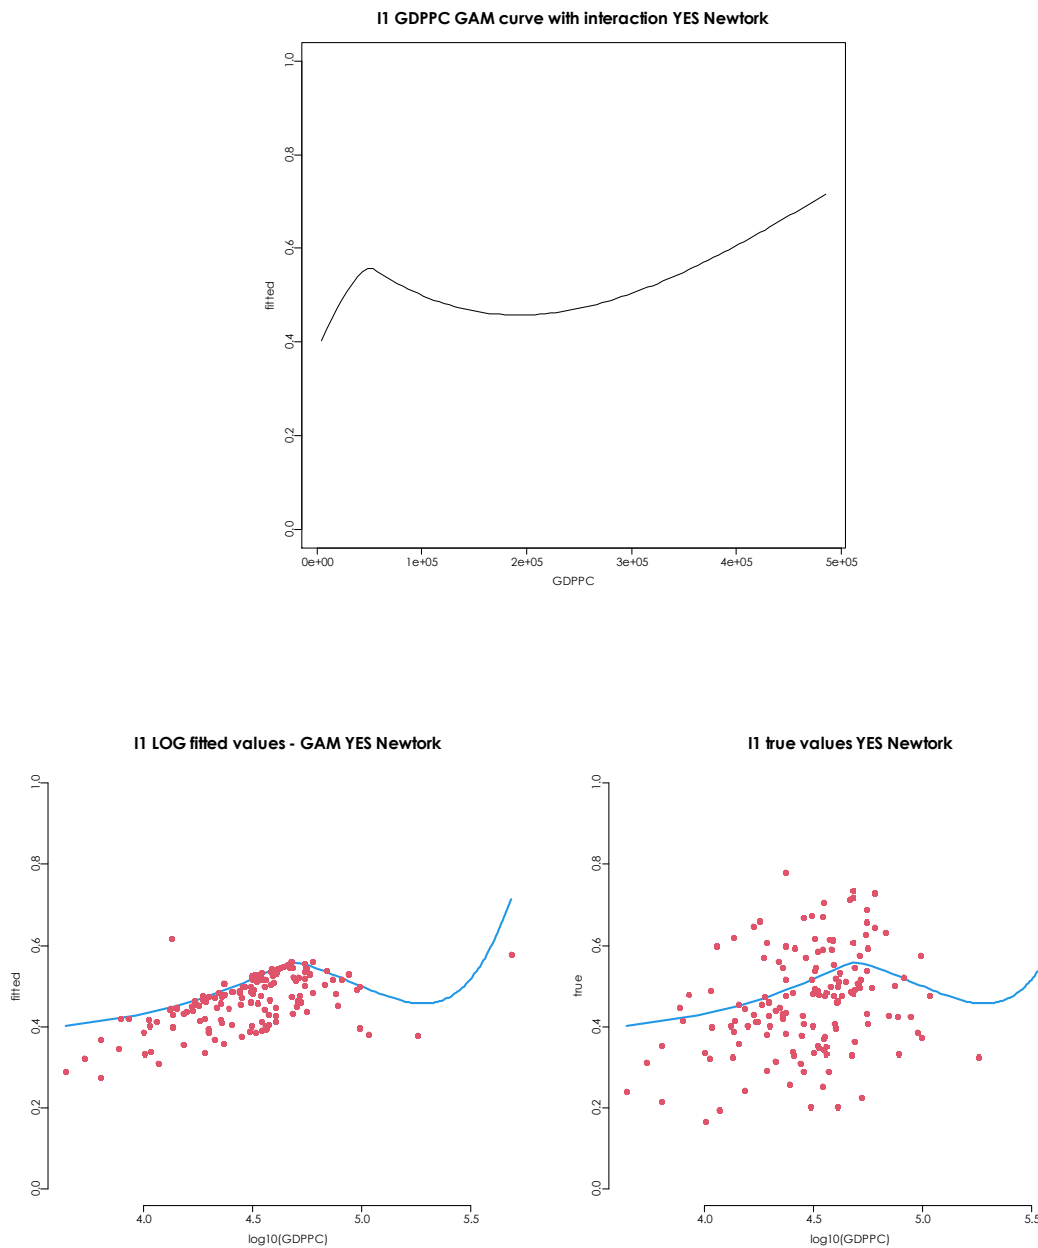 I1 GDPPC GAM curve with interaction YES Newtork
1.0
0.8
0.6
0.4
0.2
0.0
fitted
0e+00 1e+05 2e+05 3e+05 4e+05 5e+05
GDPPC
I1 LOG fitted values - GAM YES Newtork
1.0
0.8
0.6
0.4
0.2
0.0
fitted
4.0 4.5 5.0 5.5
log10(GDPPC)
I1 true values YES Newtork
1.0
0.8
0.6
0.4
0.2
0.0
true
4.0 4.5 5.0 5.5
log10(GDPPC)